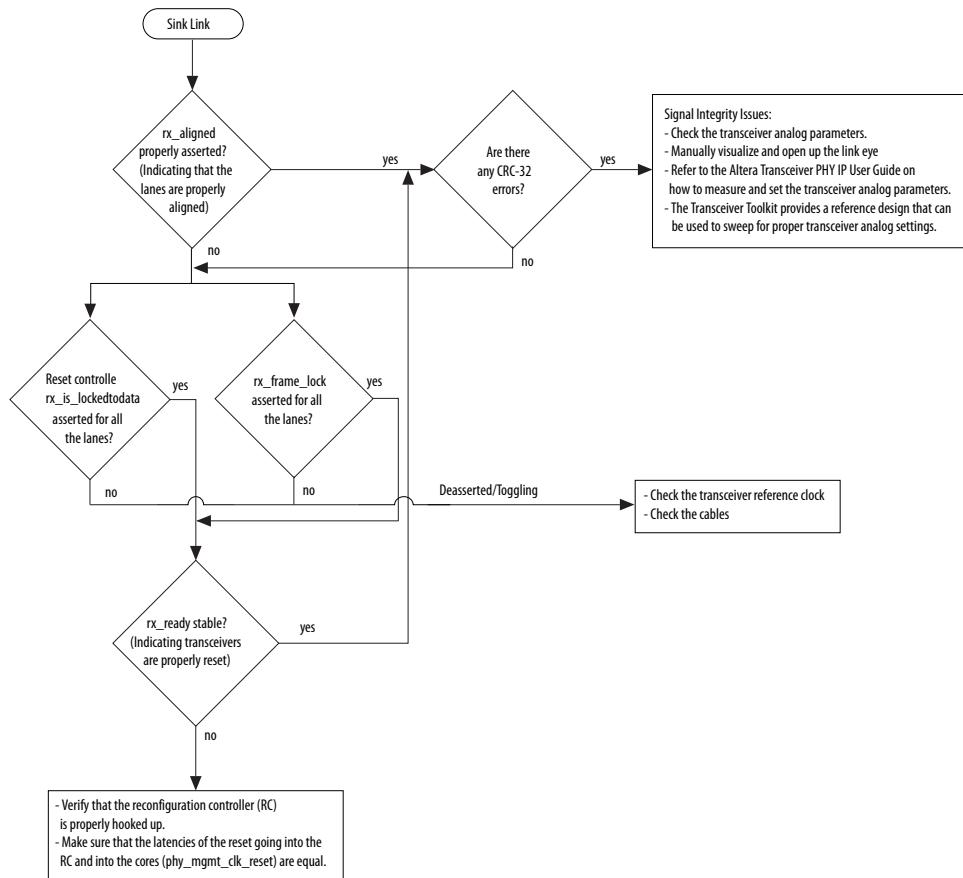 Sink Link
rx_aligned
properly asserted?
(Indicating that the
lanes are properly
aligned)
yes
no
Are there
any CRC-32
errors?
yes
no
Signal Integrity Issues:
- Check the transceiver analog parameters.
- Manually visualize and open up the link eye
- Refer to the Altera Transceiver PHY IP User Guide on
how to measure and set the transceiver analog parameters.
- The Transceiver Toolkit provides a reference design that can
be used to sweep for proper transceiver analog settings.
Reset controlle
rx_is_lockedtodata
asserted for all
the lanes?
yes
no
rx_frame_lock
asserted for all
the lanes?
yes
no
Deasserted/Toggling
- Check the transceiver reference clock
- Check the cables
rx_ready stable?
(Indicating transceivers
are properly reset)
yes
no
- Verify that the reconfiguration controller (RC)
is properly hooked up.
- Make sure that the latencies of the reset going into the
RC and into the cores (phy_mgmt_clk_reset) are equal.